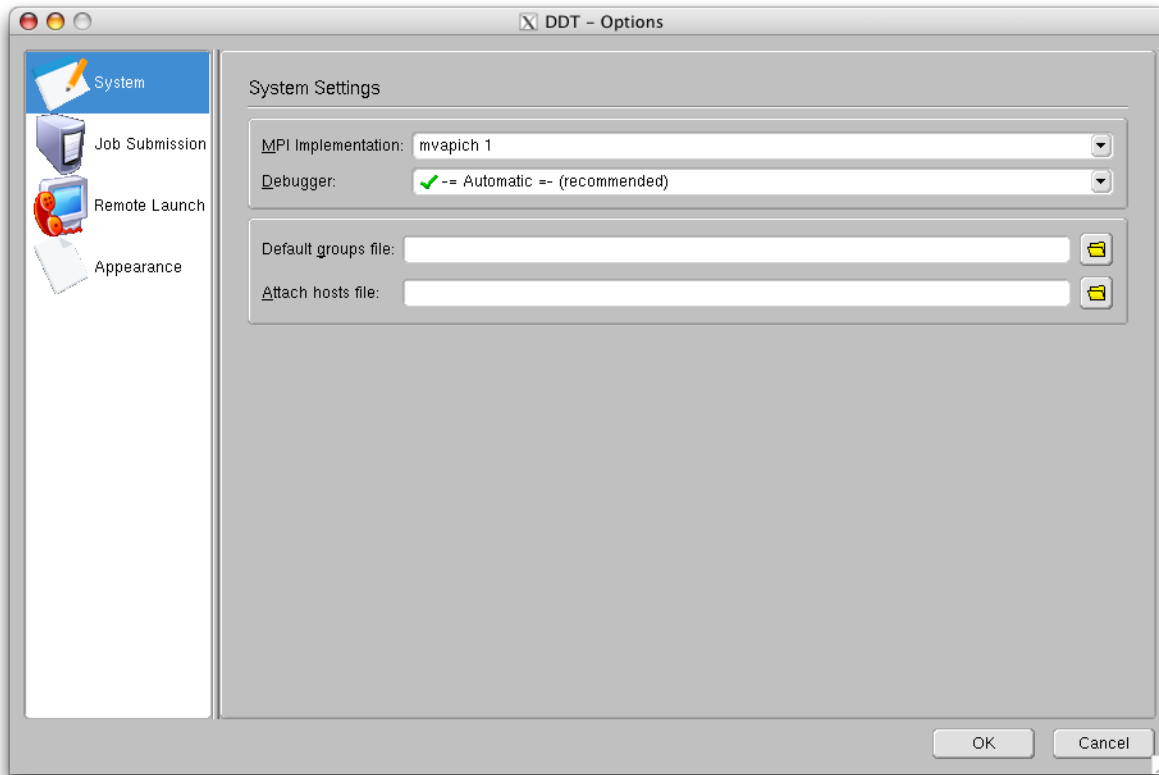 DDT – Options
System
Job Submission
Remote Launch
Appearance
System Settings
MPI Implementation: mvapich 1
Debugger: -= Automatic =- (recommended)
Default groups file:
Attach hosts file:
OK Cancel